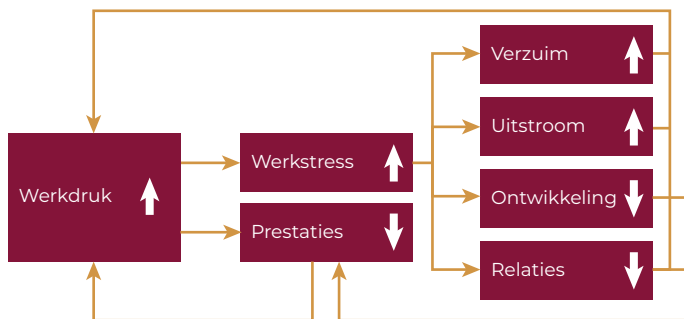 Werkdruk
Werkstress
Prestaties
Verzuim
Uitstroom
Ontwikkeling
Relaties